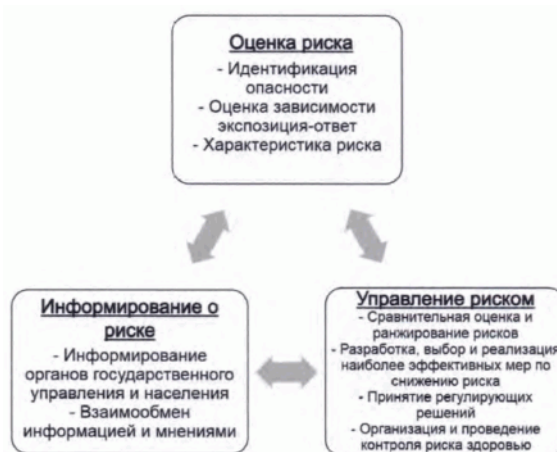 Оценка риска
- Идентификация
опасности
- Оценка зависимости
экспозиция-ответ
- Характеристика риска
Информирование о
риске
- Информирование
органов государственного
управления и населения
- Взаимообмен
информацией и мнениями
Управление риском
- Сравнительная оценка и
ранжирование рисков
- Разработка, выбор и реализация
наиболее эффективных мер по
снижению риска
- Принятие регулирующих
решений
- Организация и проведение
контроля риска здоровью